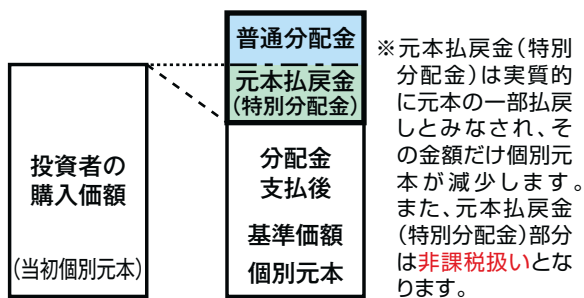 投資者の
購入価額
(当初個別元本)
普通分配金
元本払戻金
(特別分配金)
分配金
支払後
基準価額
個別元本
※元本払戻金(特別
分配金)は実質的
に元本の一部払戻
しとみなされ、そ
の金額だけ個別元
本が減少します。
また、元本払戻金
(特別分配金)部分
は非課税扱いとな
ります。